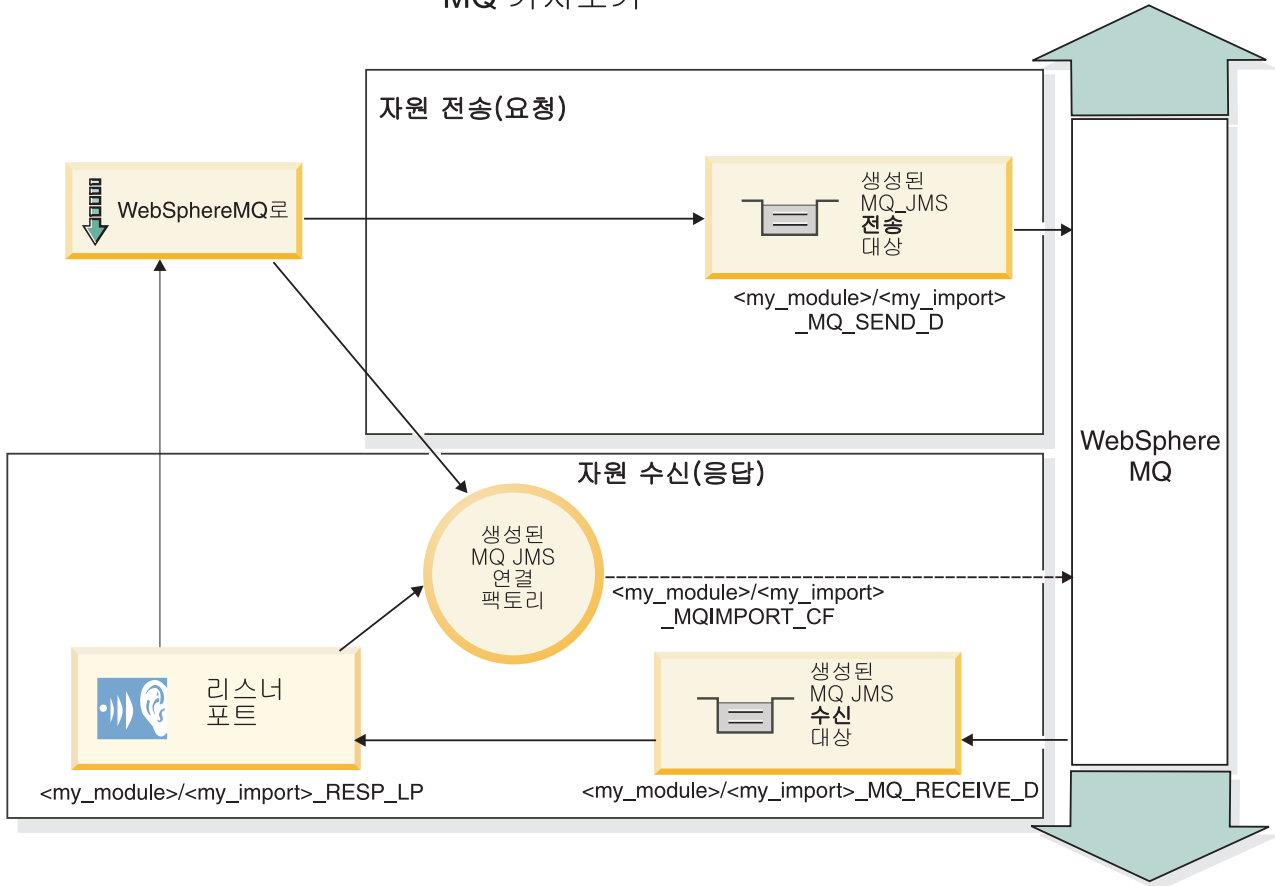 자원 전송(요청)
WebSphereMQ로
생성된
MQ_JMS
전송
대상
<my_module>/<my_import>
_MQ_SEND_D
WebSphere
MQ
자원 수신(응답)
생성된
MQ JMS
연결
팩토리
<my_module>/<my_import>
_MQIMPORT_CF
리스너
포트
<my_module>/<my_import>_RESP_LP
생성된
MQ JMS
수신
대상
<my_module>/<my_import>_MQ_RECEIVE_D